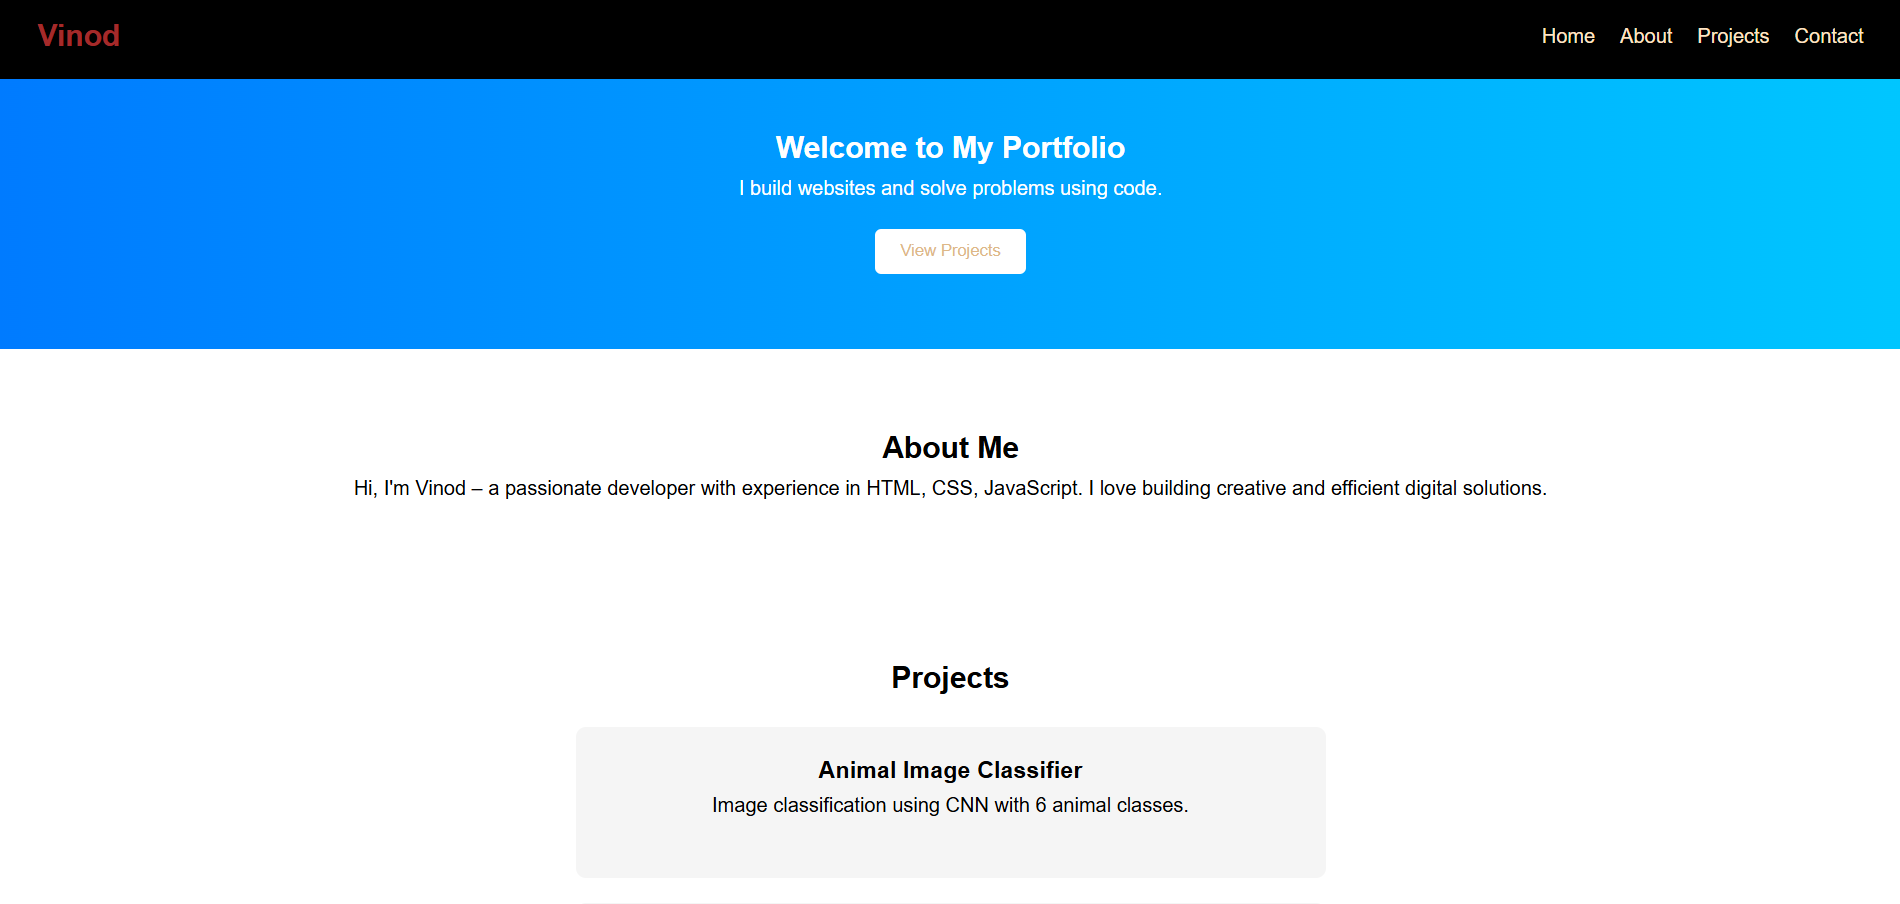 Vinod
Home About Projects Contact
Welcome to My Portfolio
I build websites and solve problems using code.
View Projects
About Me
Hi, I'm Vinod – a passionate developer with experience in HTML, CSS, JavaScript. I love building creative and efficient digital solutions.
Projects
Animal Image Classifier
Image classification using CNN with 6 animal classes.